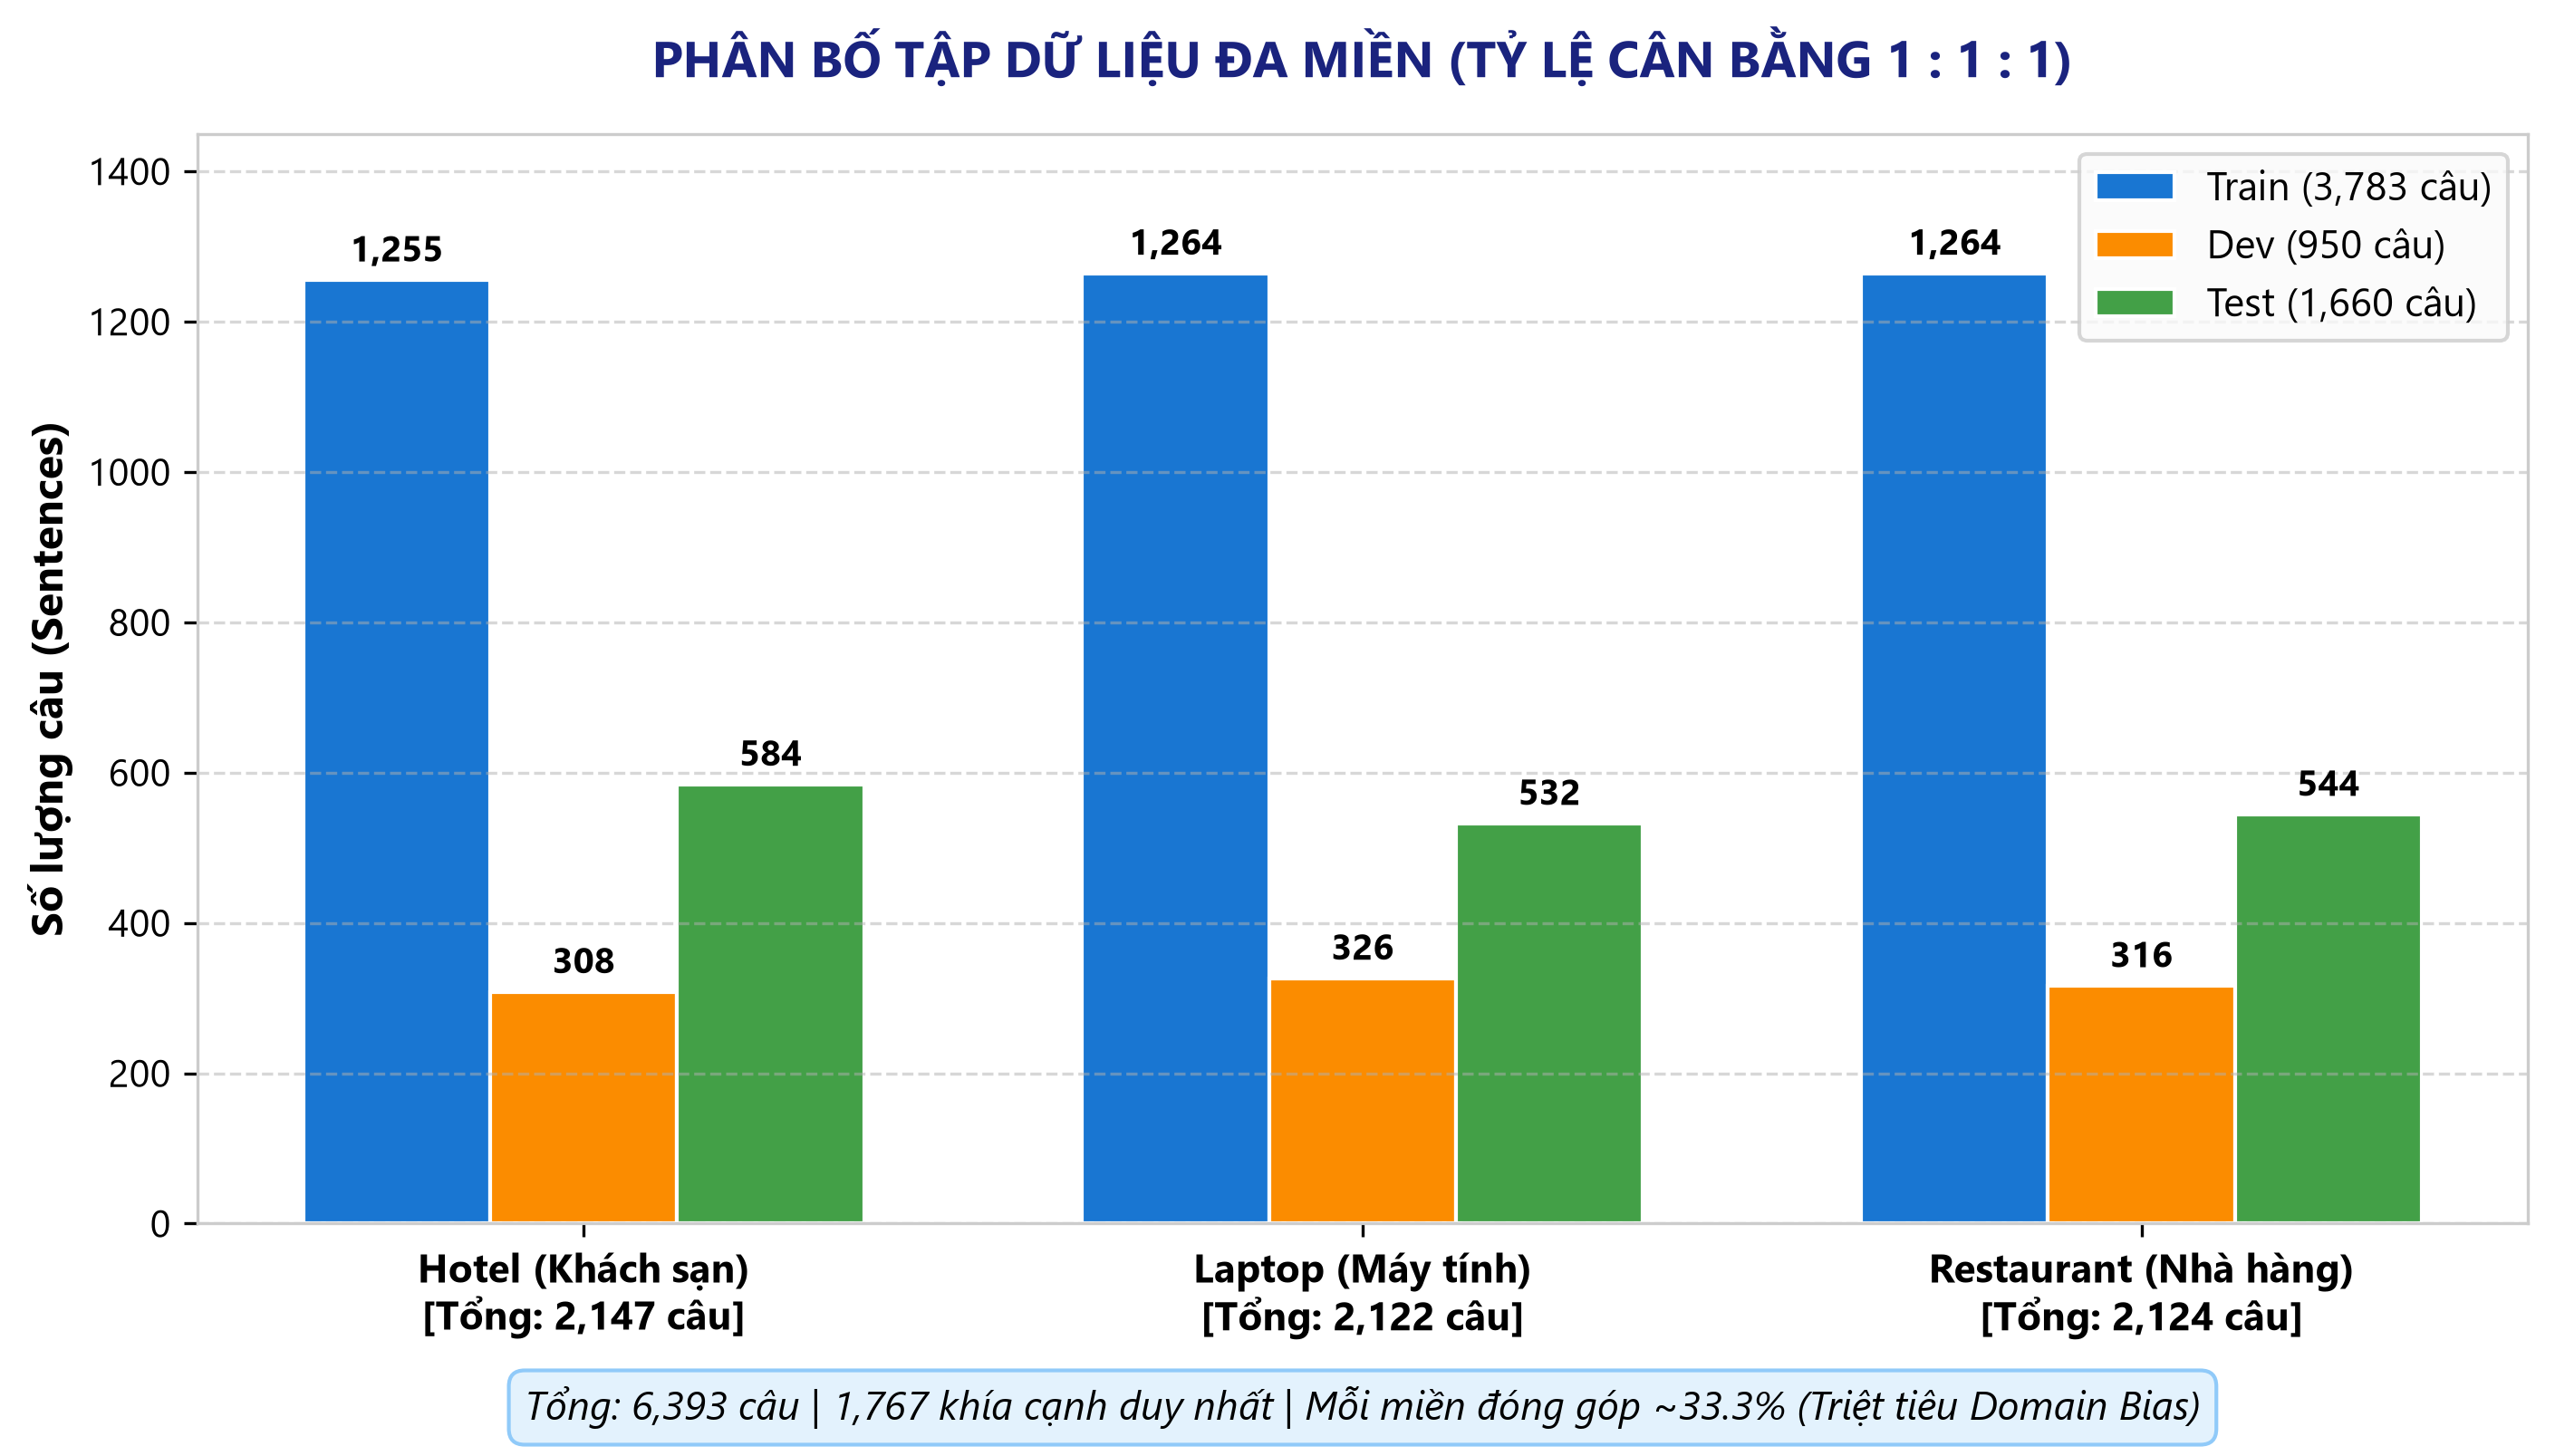 PHÂN BỐ TẬP DỮ LIỆU ĐA MIỀN (TỶ LỆ CÂN BẰNG 1 : 1 : 1)
Số lượng câu (Sentences)
1400
1200
1000
800
600
400
200
0
Train (3,783 câu)
Dev (950 câu)
Test (1,660 câu)
1,255
308
584
1,264
326
532
1,264
316
544
Hotel (Khách sạn)
[Tổng: 2,147 câu]
Laptop (Máy tính)
[Tổng: 2,122 câu]
Restaurant (Nhà hàng)
[Tổng: 2,124 câu]
Tổng: 6,393 câu | 1,767 khía cạnh duy nhất | Mỗi miền đóng góp ~33.3% (Triệt tiêu Domain Bias)